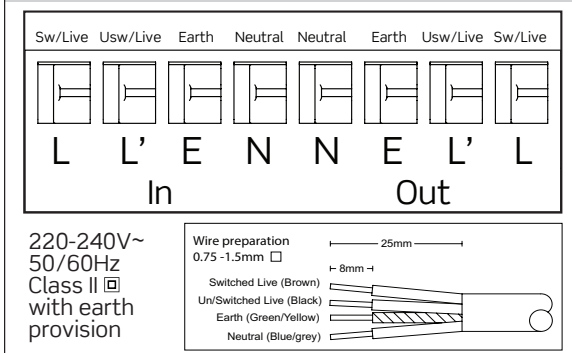 Sw/Live Usw/Live Earth Neutral Neutral Earth Usw/Live Sw/Live
L L’ E N N E L’ L
In Out
220-240V~
50/60Hz
Class II
with earth
provision
Wire preparation
0.75 -1.5mm
25mm
8mm
Switched Live (Brown)
Un/Switched Live (Black)
Earth (Green/Yellow)
Neutral (Blue/grey)